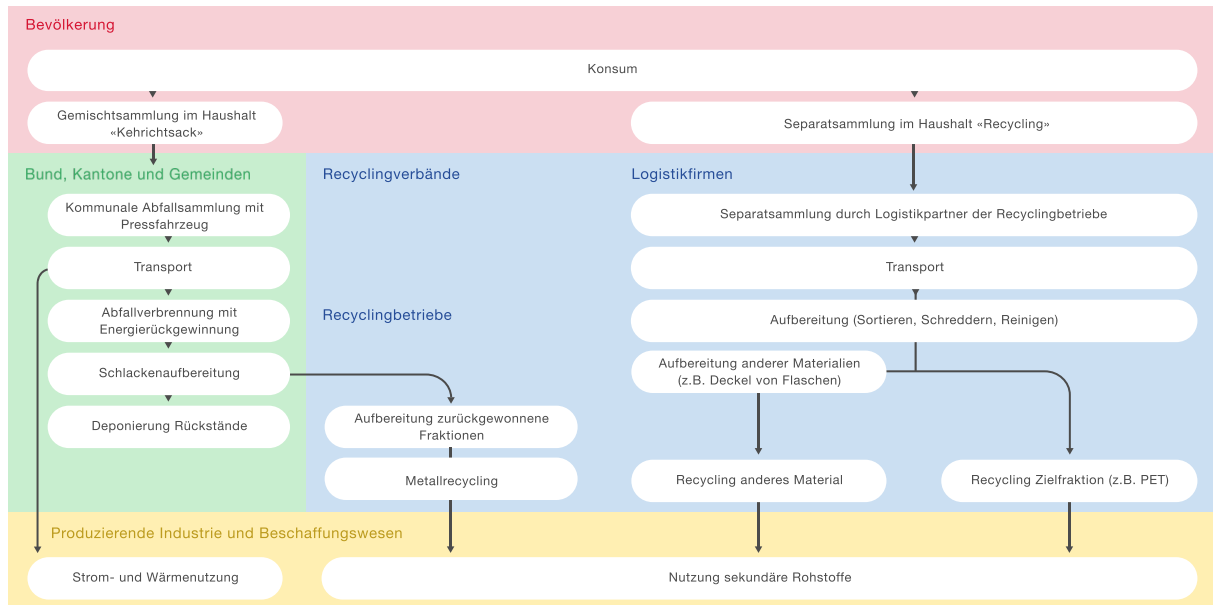 Bevölkerung
Konsum
Gemischtsammlung im Haushalt
«Kehrichtsack»
Separatsammlung im Haushalt «Recycling»
Bund, Kantone und Gemeinden
Recyclingverbände
Logistikfirmen
Kommunale Abfallsammlung mit
Pressfahrzeug
Separatsammlung durch Logistikpartner der Recyclingbetriebe
Transport
Transport
Abfallverbrennung mit
Energierückgewinnung
Recyclingbetriebe
Aufbereitung (Sortieren, Schreddern, Reinigen)
Schlackenaufbereitung
Aufbereitung anderer Materialien
(z.B. Deckel von Flaschen)
Deponierung Rückstände
Aufbereitung zurückgewonnene
Fraktionen
Metallrecycling
Recycling anderes Material
Recycling Zielfraktion (z.B. PET)
Produzierende Industrie und Beschaffungswesen
Strom- und Wärmenutzung
Nutzung sekundäre Rohstoffe